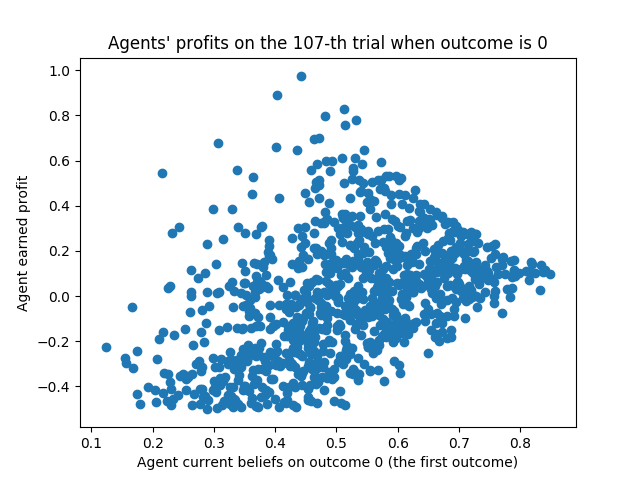 Agents' profits on the 107-th trial when outcome is 0
1.0
0.8
0.6
0.4
0.2
0.0
−0.2
−0.4
Agent earned profit
0.1 0.2 0.3 0.4 0.5 0.6 0.7 0.8
Agent current beliefs on outcome 0 (the first outcome)